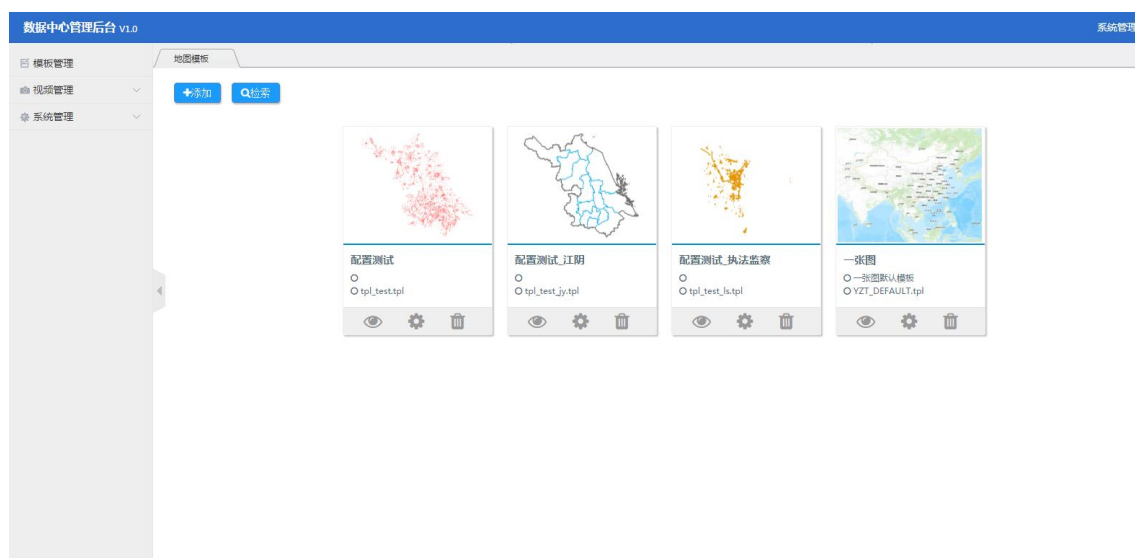 数据中心管理后台 V1.0
系统管理
模板管理
视频管理
系统管理
地图模板
添加
检索
配置测试
tpl_test.tpl
配置测试_江阴
tpl_test_jy.tpl
配置测试_执法监察
tpl_test_ls.tpl
一张图
一张图默认模板
YZT_DEFAULT.tpl